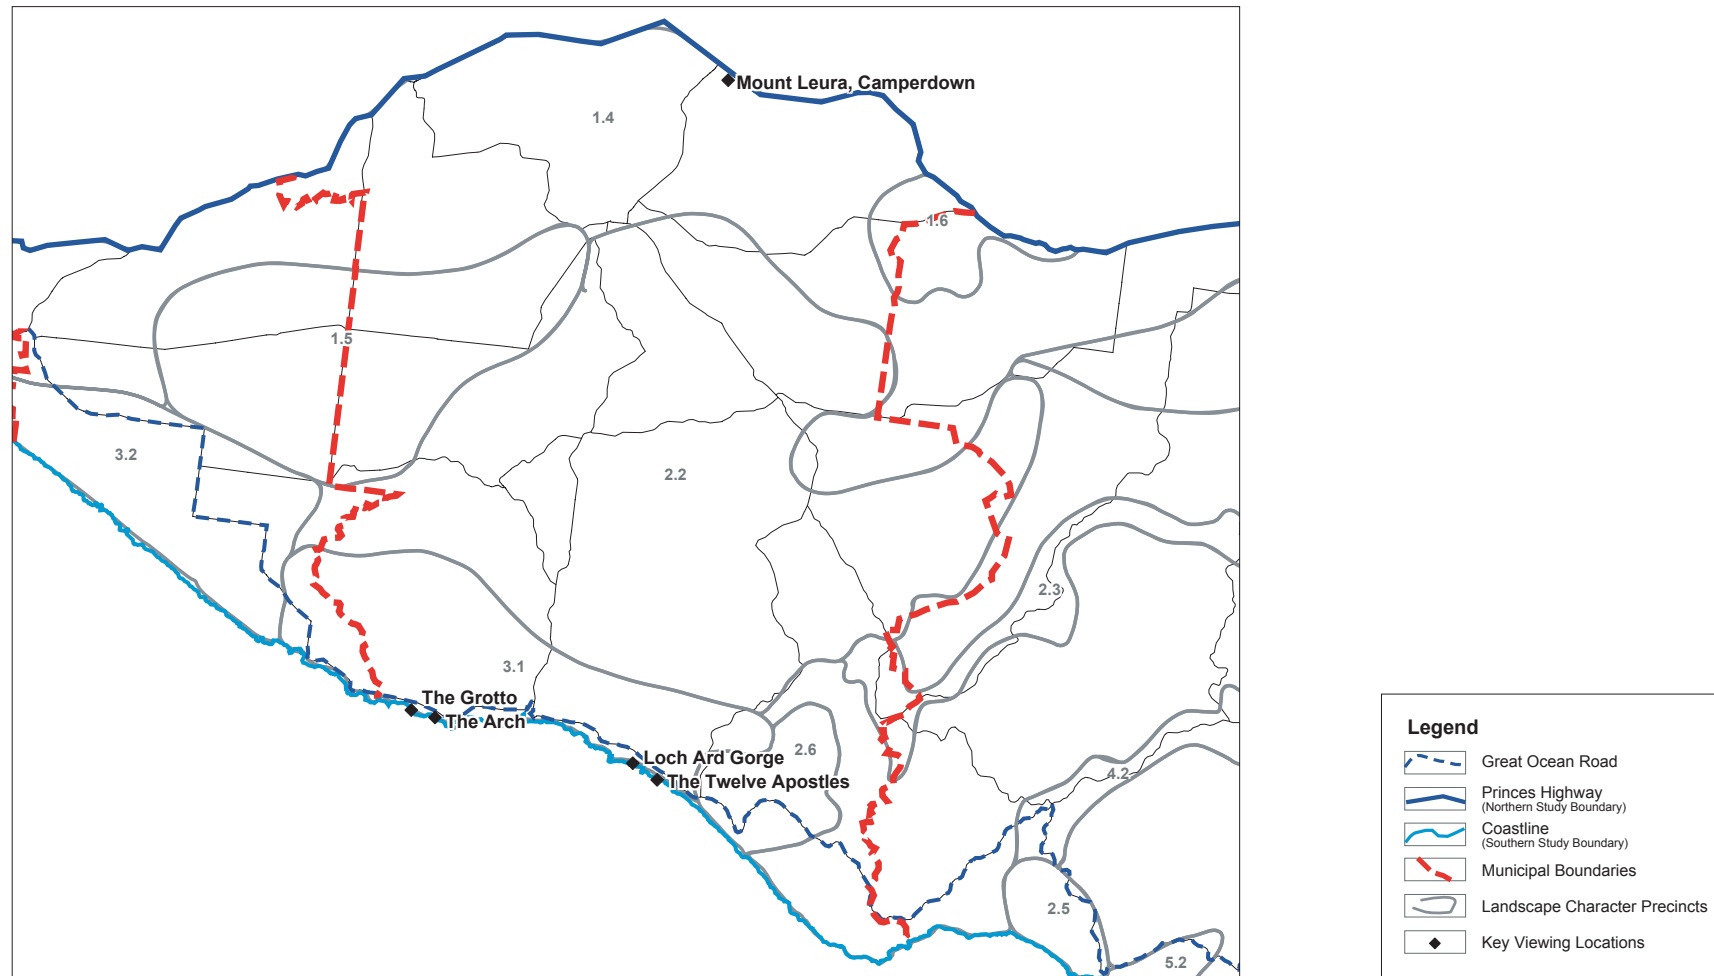 Mount Leura, Camperdown
1.4
1.6
1.5
3.2
2.2
2.3
3.1
The Grotto
The Arch
2.6
Loch Ard Gorge
The Twelve Apostles
4.2
2.5
5.2
Legend
Great Ocean Road
Princes Highway
(Northern Study Boundary)
Coastline
(Southern Study Boundary)
Municipal Boundaries
Landscape Character Precincts
Key Viewing Locations